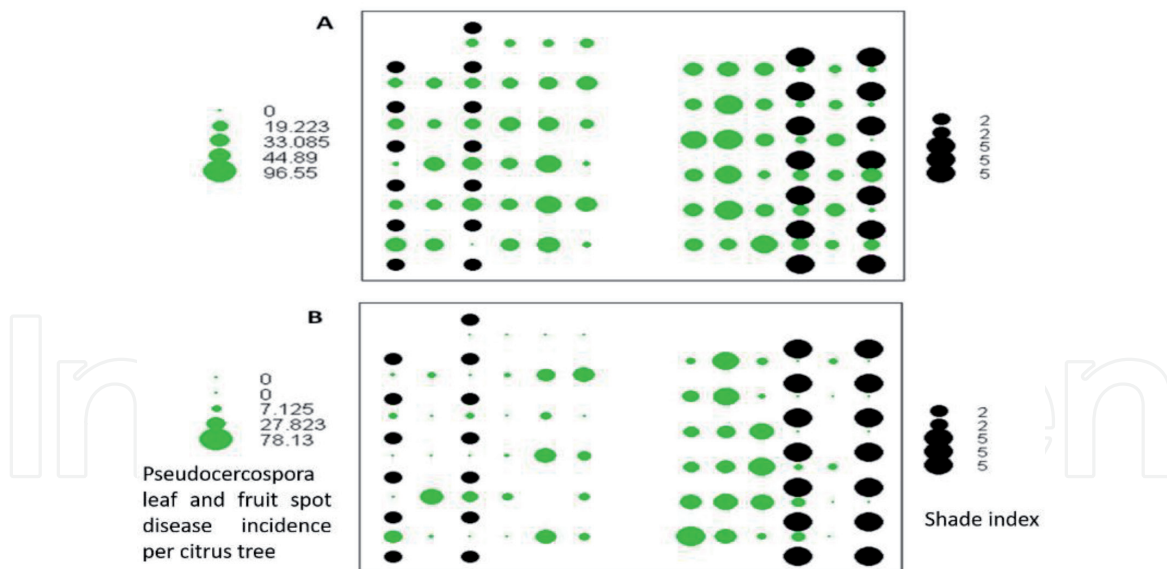 A
0
19.223
33.085
44.89
96.55
2
2
5
5
5
B
0
0
7.125
27.823
78.13
Pseudocercospora
leaf and fruit spot
disease incidence
per citrus tree
2
2
5
5
5
Shade index